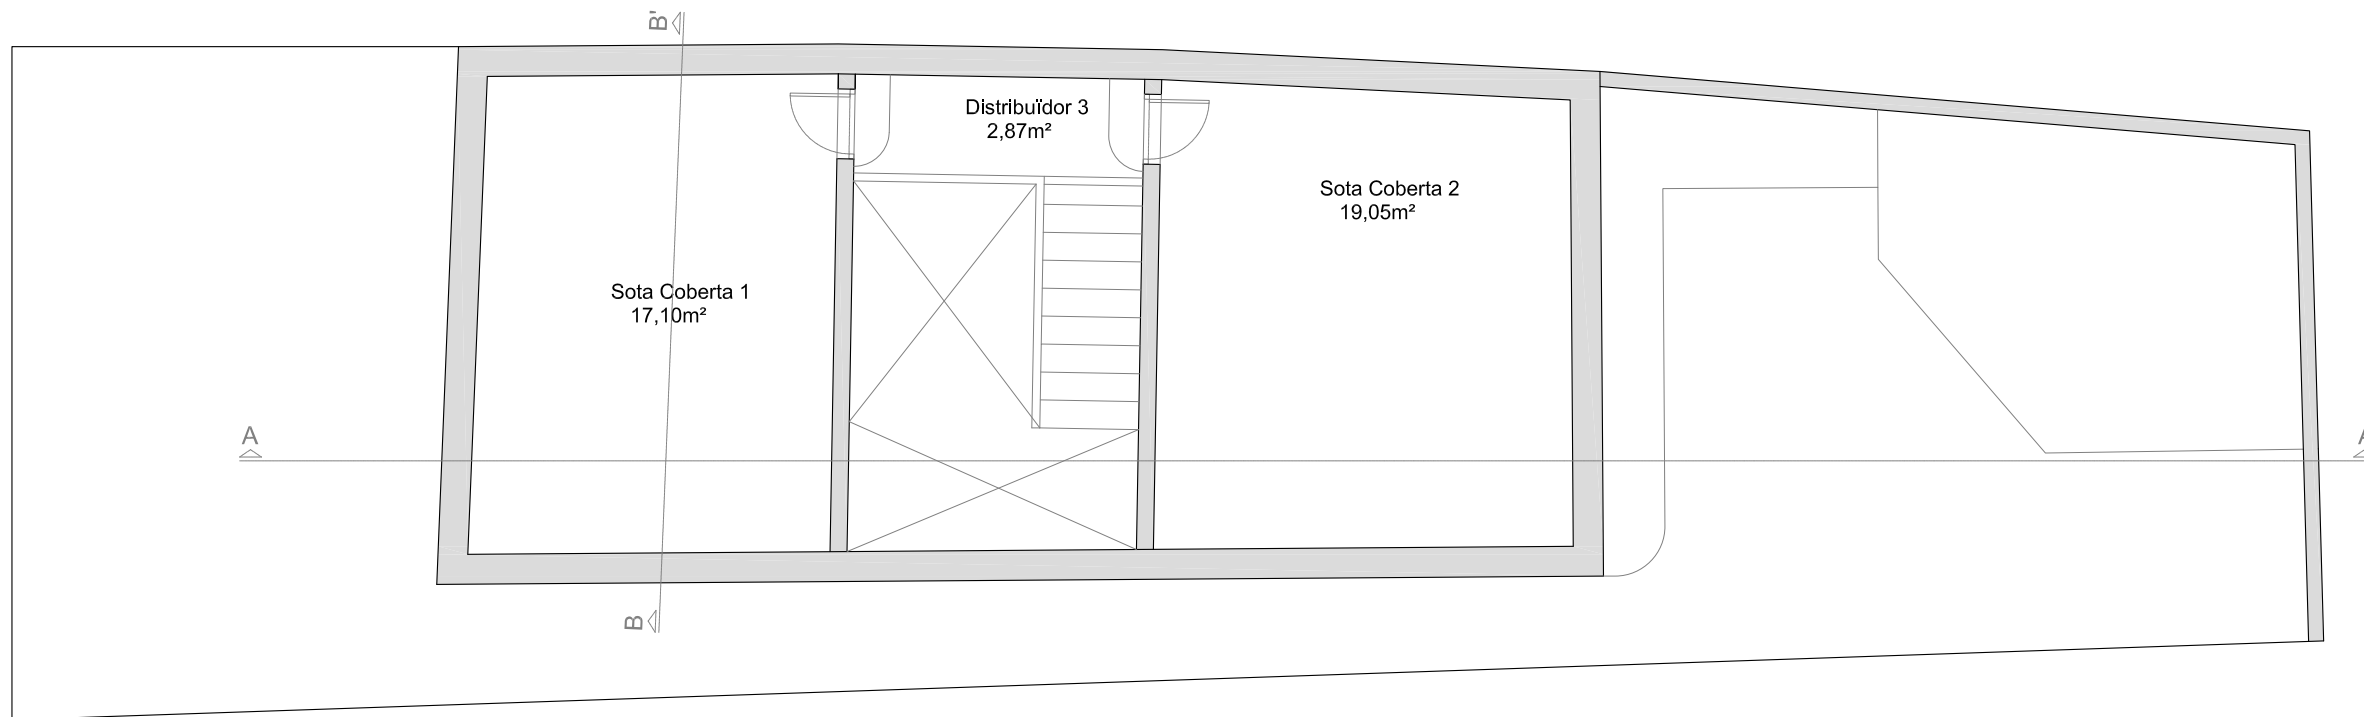 B'
Distribuïdor 3
2,87m²
Sota Coberta 2
19,05m²
Sota Coberta 1
17,10m²
A
B